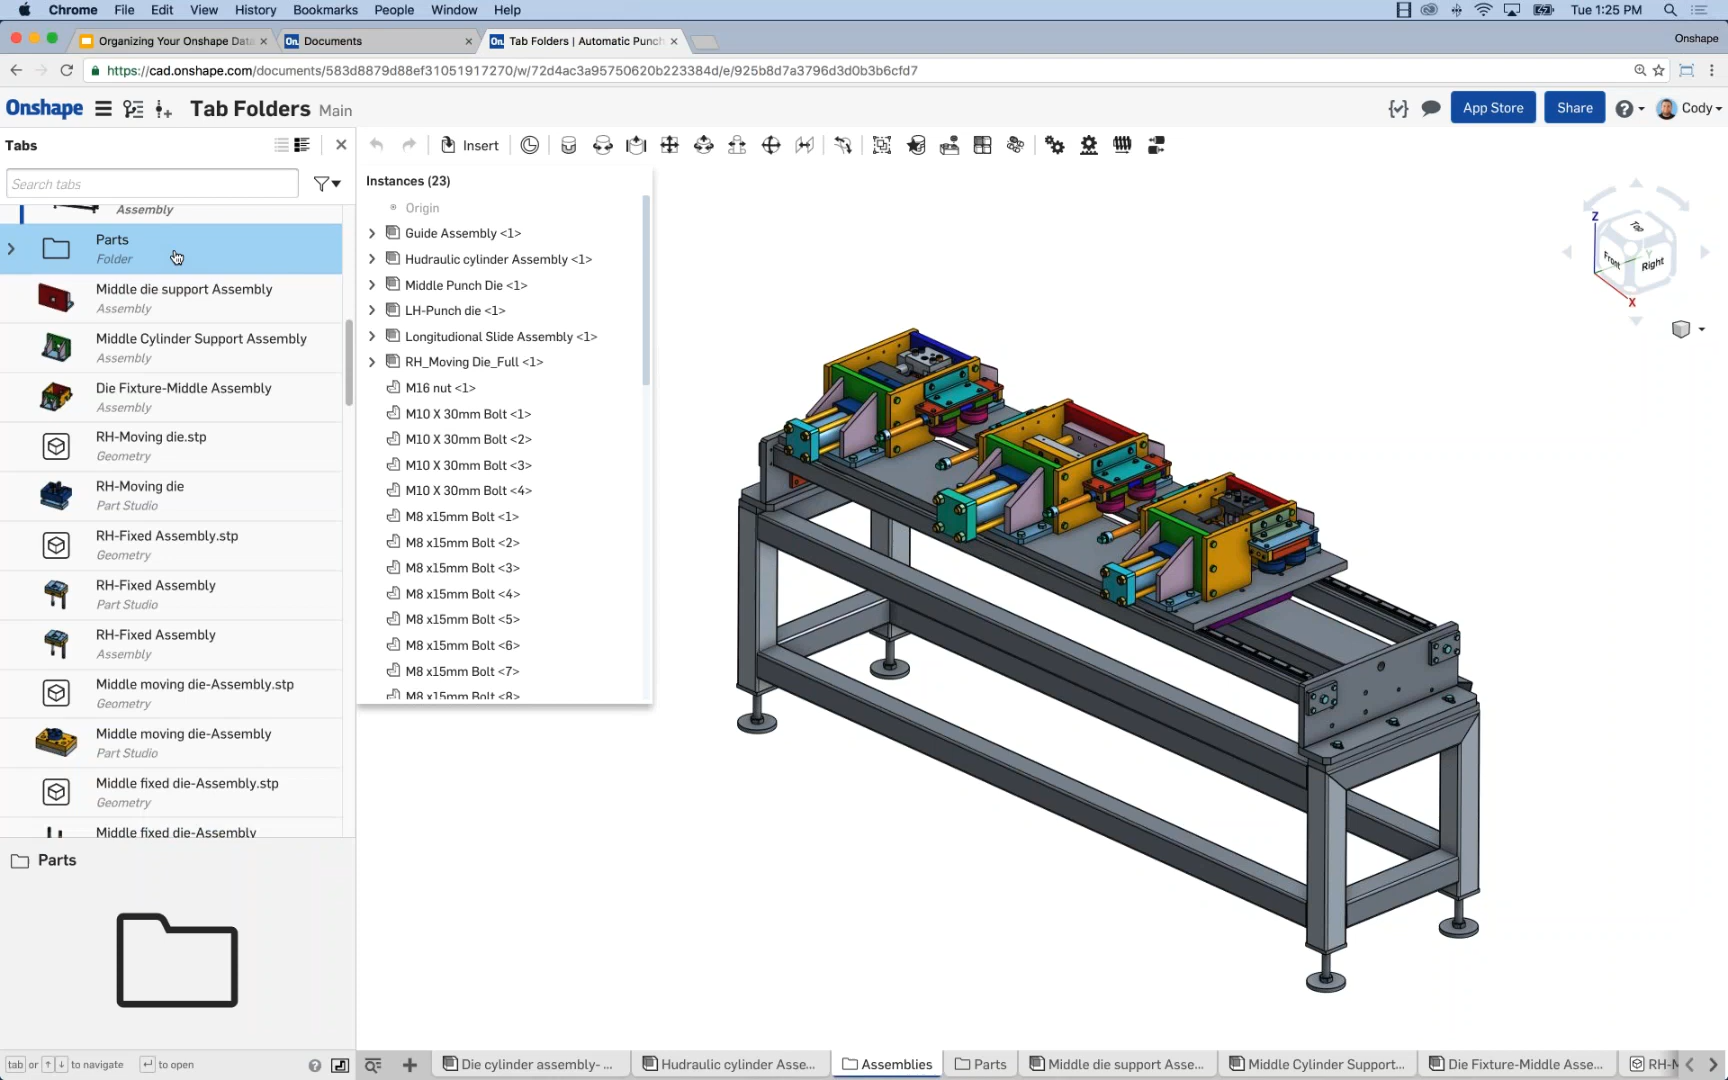 Chrome File Edit View History Bookmarks People Window Help Tue 1:25 PM
Organizing Your Onshape Data Documents Tab Folders | Automatic Punch Onshape
https://cad.onshape.com/documents/583d8879d88ef31051917270/w/72d4ac3a95750620b223384d/e/925b8d7a3796d3d0b3b6cfd7
Onshape Tab Folders Main App Store Share Cody
Tabs
Insert
Search tabs
Assembly
Parts
Folder
Middle die support Assembly
Assembly
Middle Cylinder Support Assembly
Assembly
Die Fixture-Middle Assembly
Assembly
RH-Moving die.stp
Geometry
RH-Moving die
Part Studio
RH-Fixed Assembly.stp
Geometry
RH-Fixed Assembly
Part Studio
RH-Fixed Assembly
Assembly
Middle moving die-Assembly.stp
Geometry
Middle moving die-Assembly
Part Studio
Middle fixed die-Assembly.stp
Geometry
Middle fixed die-Assembly
Parts
tab or ↑ ↓ to navigate ↵ to open
Instances (23)
Origin
Guide Assembly <1>
Hudraulic cylinder Assembly <1>
Middle Punch Die <1>
LH-Punch die <1>
Longitudional Slide Assembly <1>
RH_Moving Die_Full <1>
M16 nut <1>
M10 X 30mm Bolt <1>
M10 X 30mm Bolt <2>
M10 X 30mm Bolt <3>
M10 X 30mm Bolt <4>
M8 x15mm Bolt <1>
M8 x15mm Bolt <2>
M8 x15mm Bolt <3>
M8 x15mm Bolt <4>
M8 x15mm Bolt <5>
M8 x15mm Bolt <6>
M8 x15mm Bolt <7>
M8 x15mm Bolt <8>
Z
Top
Front
Y
Right
X
Die cylinder assembly-... Hudraulic cylinder Asse... Assemblies Parts Middle die support Asse... Middle Cylinder Support... Die Fixture-Middle Asse... RH-M